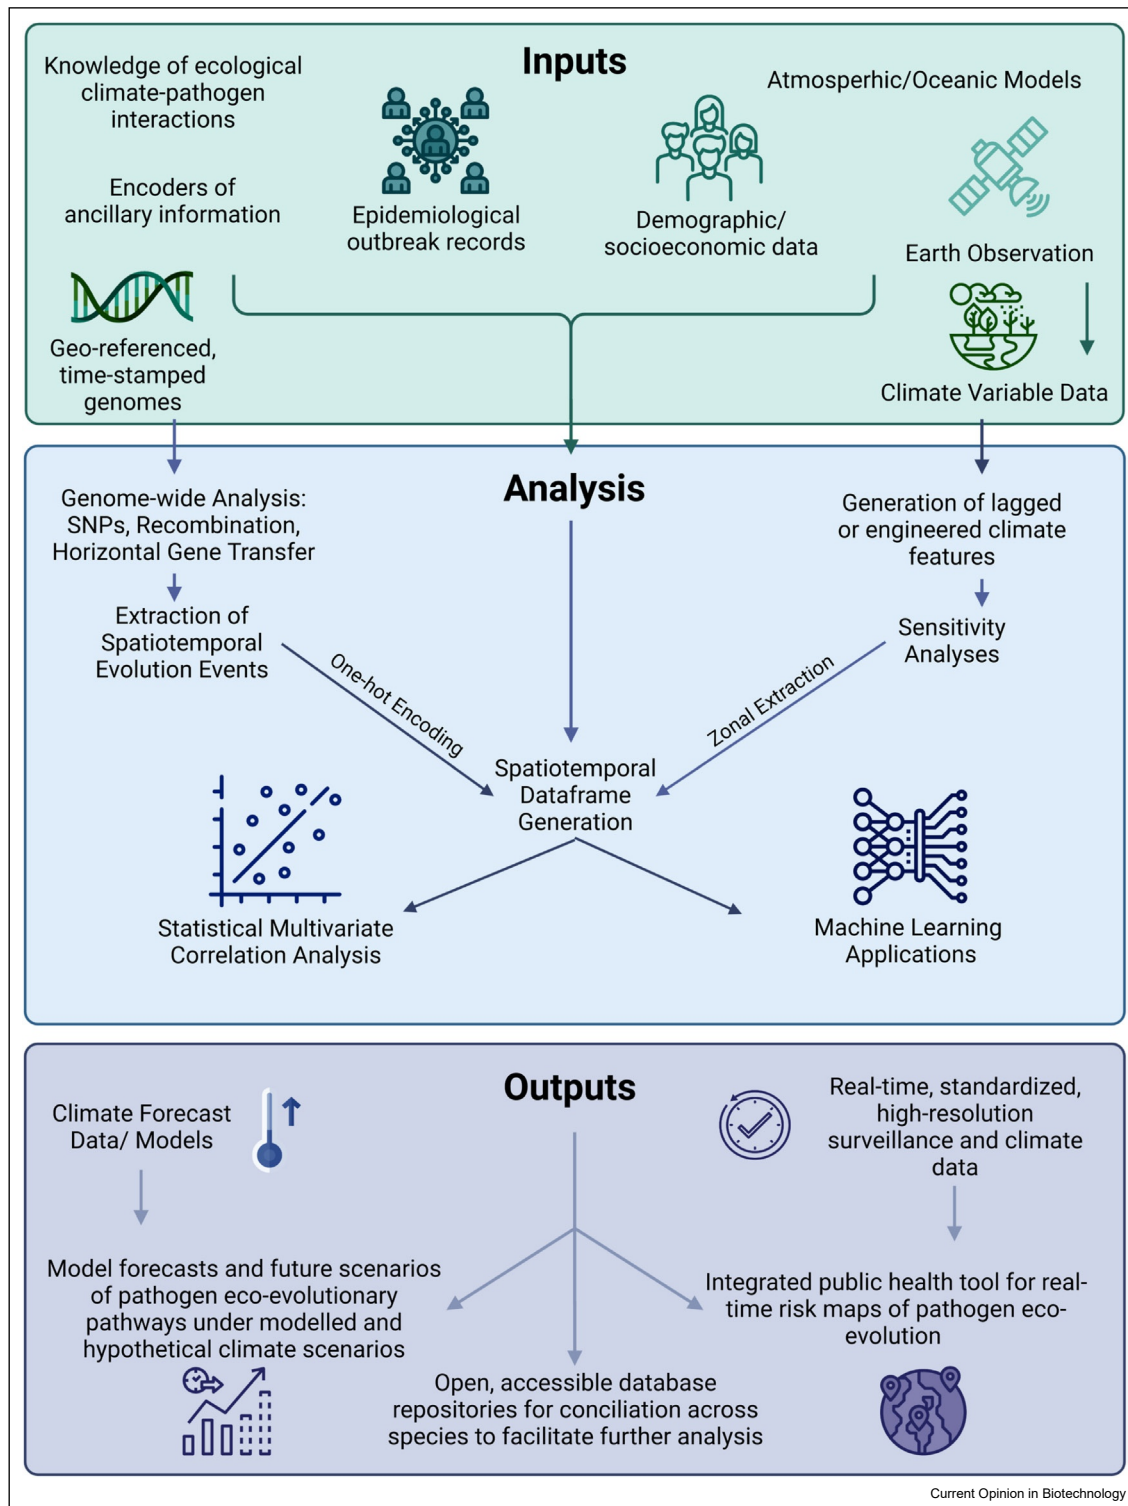 Inputs
Knowledge of ecological
climate-pathogen
interactions
Encoders of
ancillary information
Geo-referenced,
time-stamped
genomes
Epidemiological
outbreak records
Demographic/
socioeconomic data
Atmosperhic/Oceanic Models
Earth Observation
Climate Variable Data
Analysis
Genome-wide Analysis:
SNPs, Recombination,
Horizontal Gene Transfer
Extraction of
Spatiotemporal
Evolution Events
One-hot Encoding
Generation of lagged
or engineered climate
features
Sensitivity
Analyses
Zonal Extraction
Spatiotemporal
Dataframe
Generation
Statistical Multivariate
Correlation Analysis
Machine Learning
Applications
Outputs
Climate Forecast
Data/ Models
Real-time, standardized,
high-resolution
surveillance and climate
data
Model forecasts and future scenarios
of pathogen eco-evolutionary
pathways under modelled and
hypothetical climate scenarios
Open, accessible database
repositories for conciliation across
species to facilitate further analysis
Integrated public health tool for real-
time risk maps of pathogen eco-
evolution
Current Opinion in Biotechnology